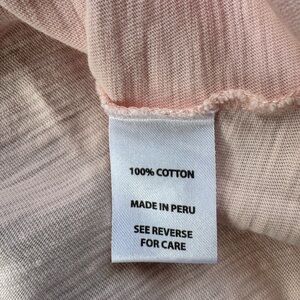 100% COTTON
MADE IN PERU
SEE REVERSE
FOR CARE